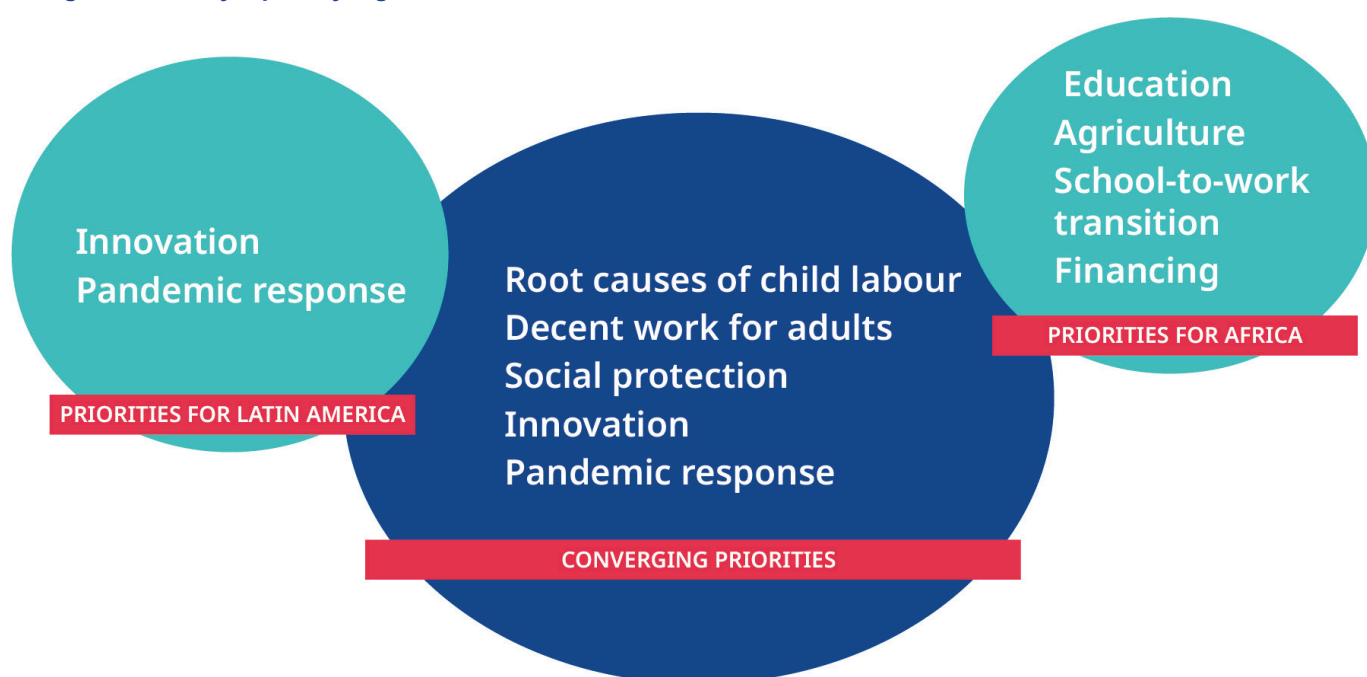 Innovation
Pandemic response
PRIORITIES FOR LATIN AMERICA
Root causes of child labour
Decent work for adults
Social protection
Innovation
Pandemic response
CONVERGING PRIORITIES
Education
Agriculture
School-to-work
transition
Financing
PRIORITIES FOR AFRICA